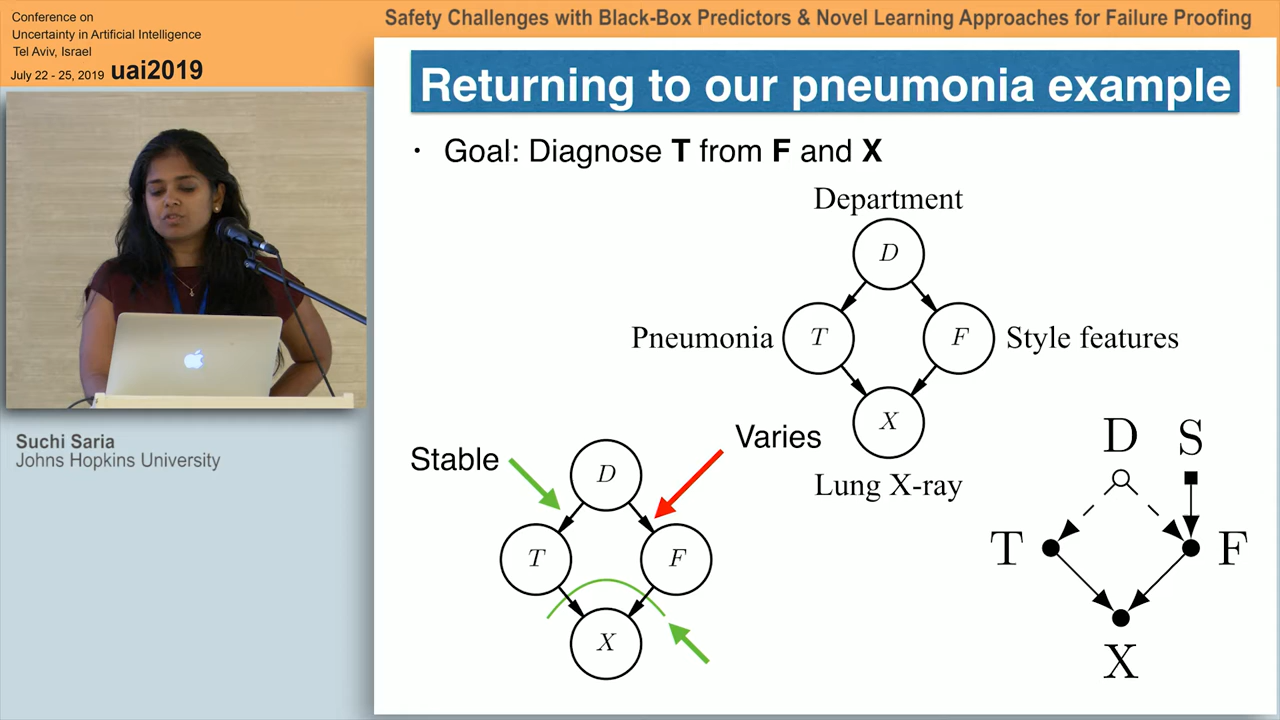 Conference on
Uncertainty in Artificial Intelligence
Tel Aviv, Israel
July 22 - 25, 2019 uai2019
Safety Challenges with Black-Box Predictors & Novel Learning Approaches for Failure Proofing
Returning to our pneumonia example
· Goal: Diagnose T from F and X
Department
D
Pneumonia T F Style features
X
Lung X-ray
Stable
Varies
D
T F
X
D S
T F
X
Suchi Saria
Johns Hopkins University